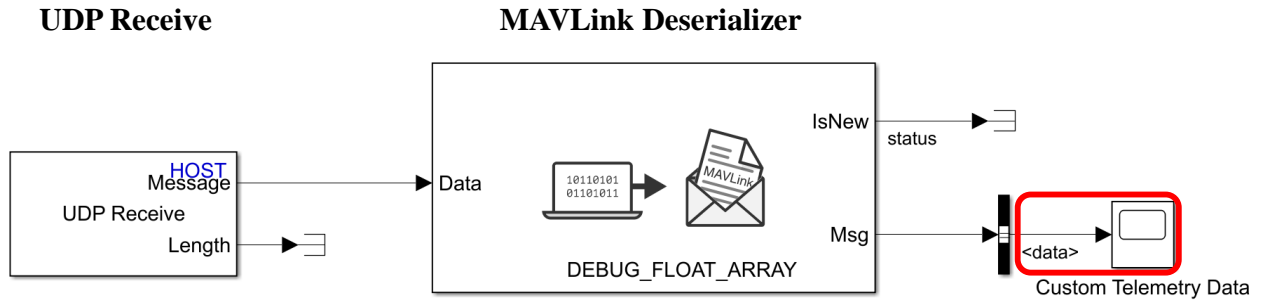 UDP Receive
MAVLink Deserializer
HOST
Message
UDP Receive
Length
Data
10110101
01101011
MAVLink
DEBUG_FLOAT_ARRAY
IsNew
status
Msg
<data>
Custom Telemetry Data